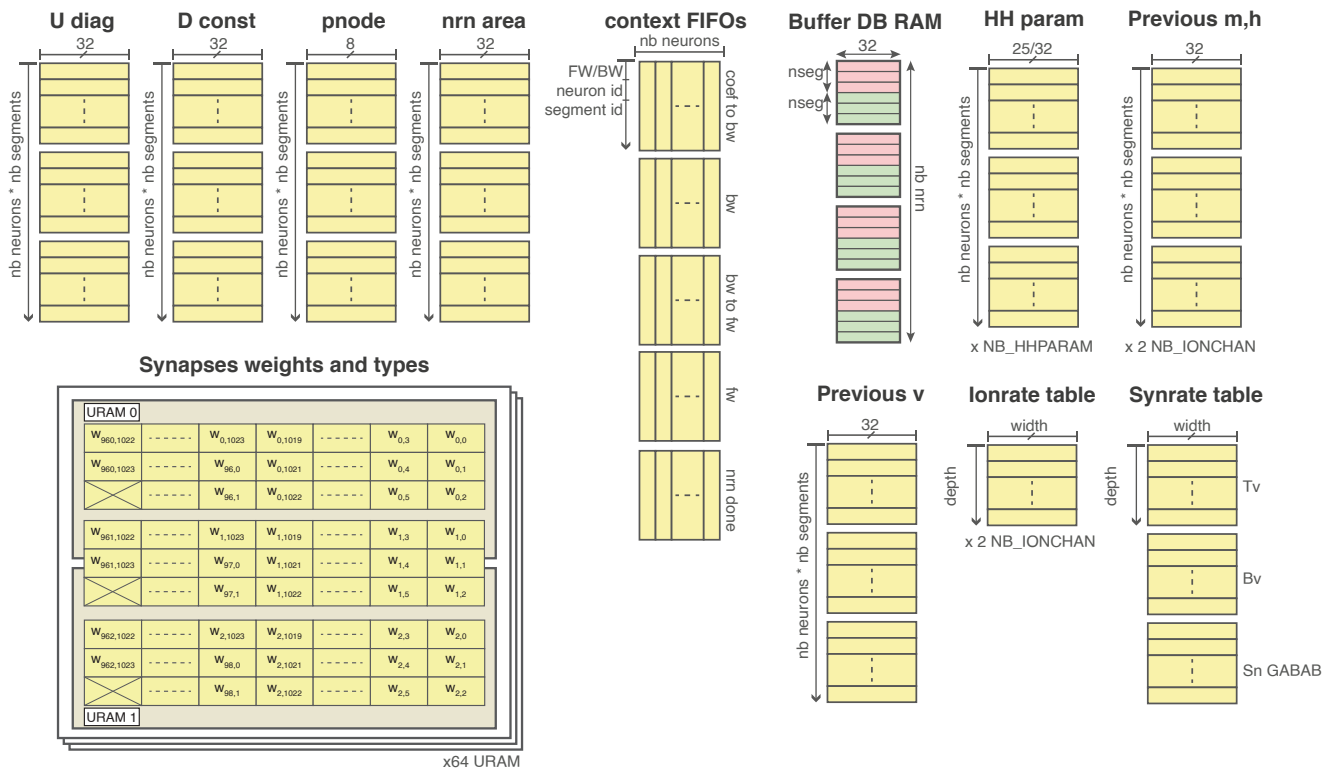 U diag
32
nb neurons * nb segments
D const
32
nb neurons * nb segments
pnode
8
nb neurons * nb segments
nrn area
32
nb neurons * nb segments
context FIFOs
nb neurons
FW/BW
neuron id
segment id
coef to bw
bw
bw to fw
fw
nrn done
Buffer DB RAM
32
nseg
nseg
nb nrn
HH param
25/32
nb neurons * nb segments
x NB_HHPARAM
Previous m,h
32
nb neurons * nb segments
x 2 NB_IONCHAN
Synapses weights and types
URAM 0
W960,1022 W0,1023 W0,1019 W0,3 W0,0
W960,1023 W96,0 W0,1021 W0,4 W0,1
W96,1 W0,1022 W0,5 W0,2
W961,1022 W1,1023 W1,1019 W1,3 W1,0
W961,1023 W97,0 W1,1021 W1,4 W1,1
W97,1 W1,1022 W1,5 W1,2
W962,1022 W2,1023 W2,1019 W2,3 W2,0
W962,1023 W98,0 W2,1021 W2,4 W2,1
W98,1 W2,1022 W2,5 W2,2
URAM 1
x64 URAM
Previous v
32
nb neurons * nb segments
Ionrate table
width
depth
x 2 NB_IONCHAN
Synrate table
width
depth
Tv
Bv
Sn GABAB